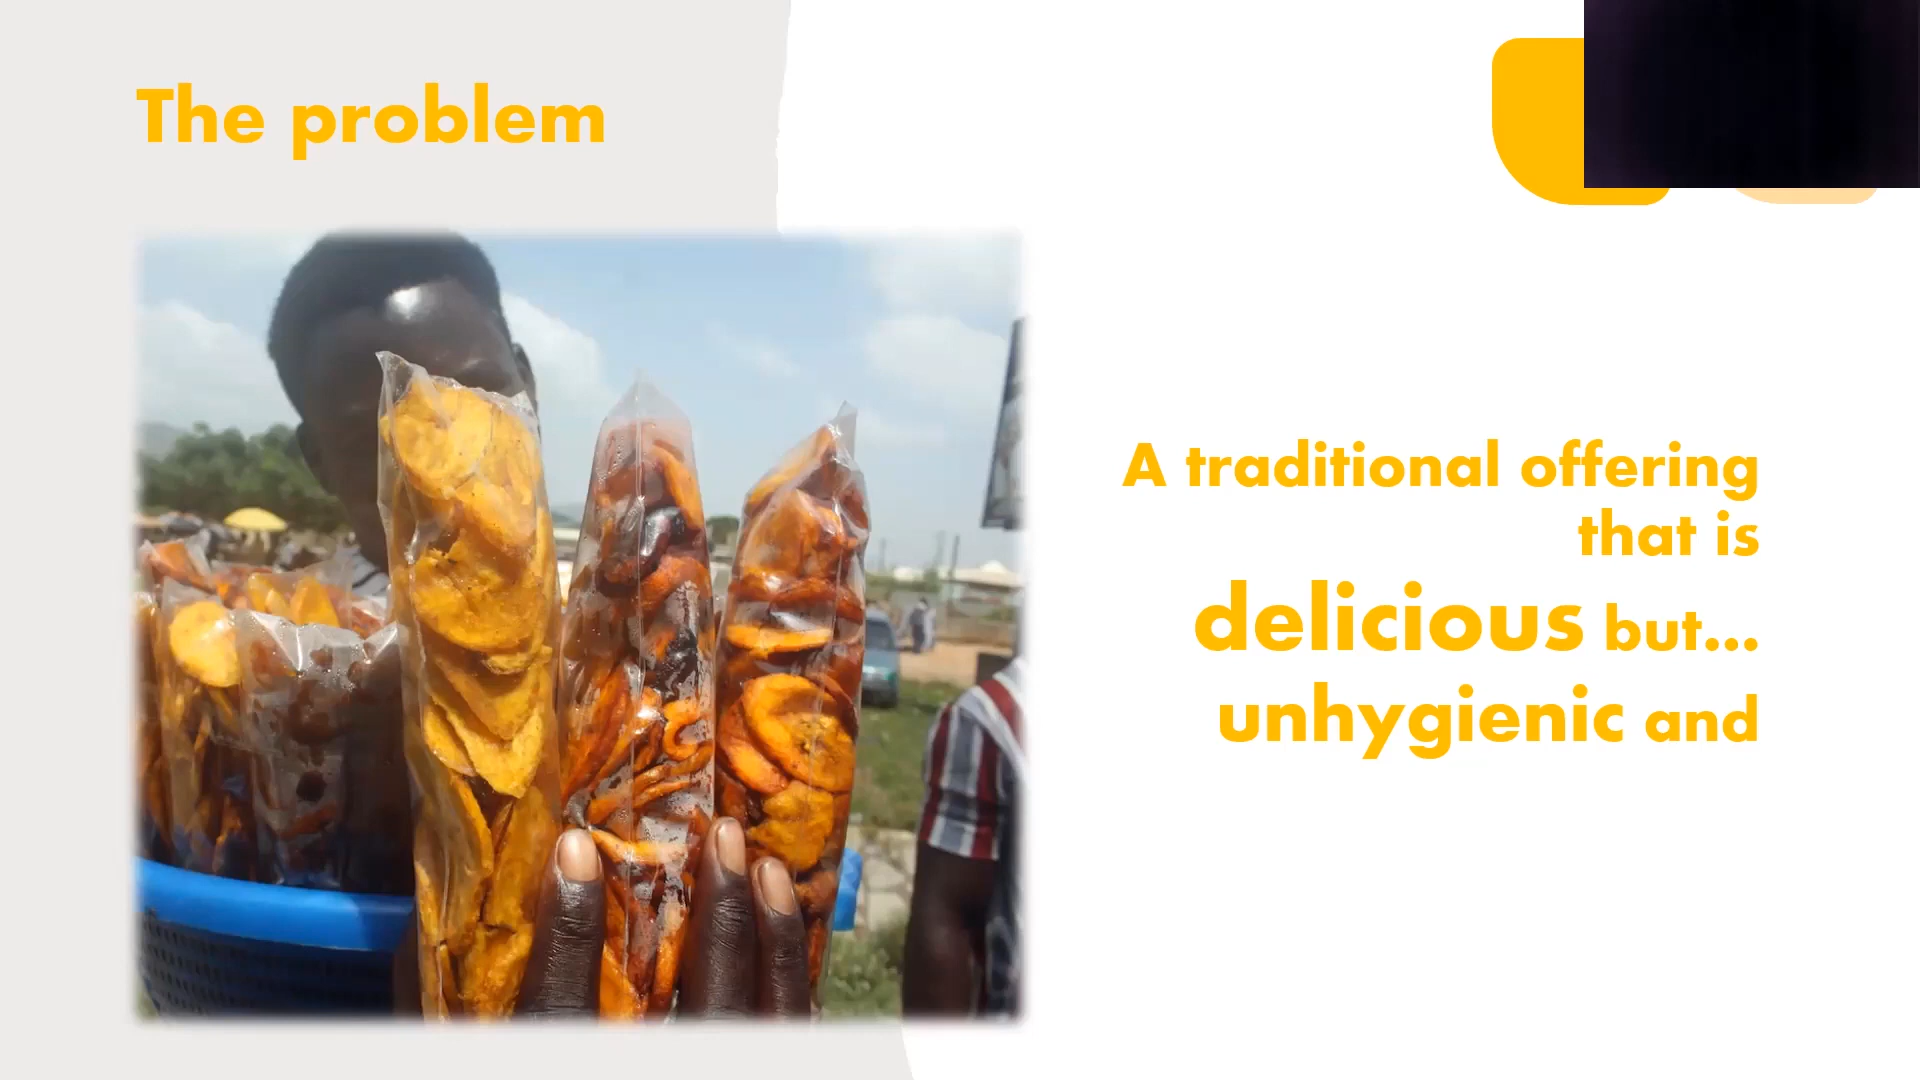 The problem
A traditional offering
that is
delicious but...
unhygienic and